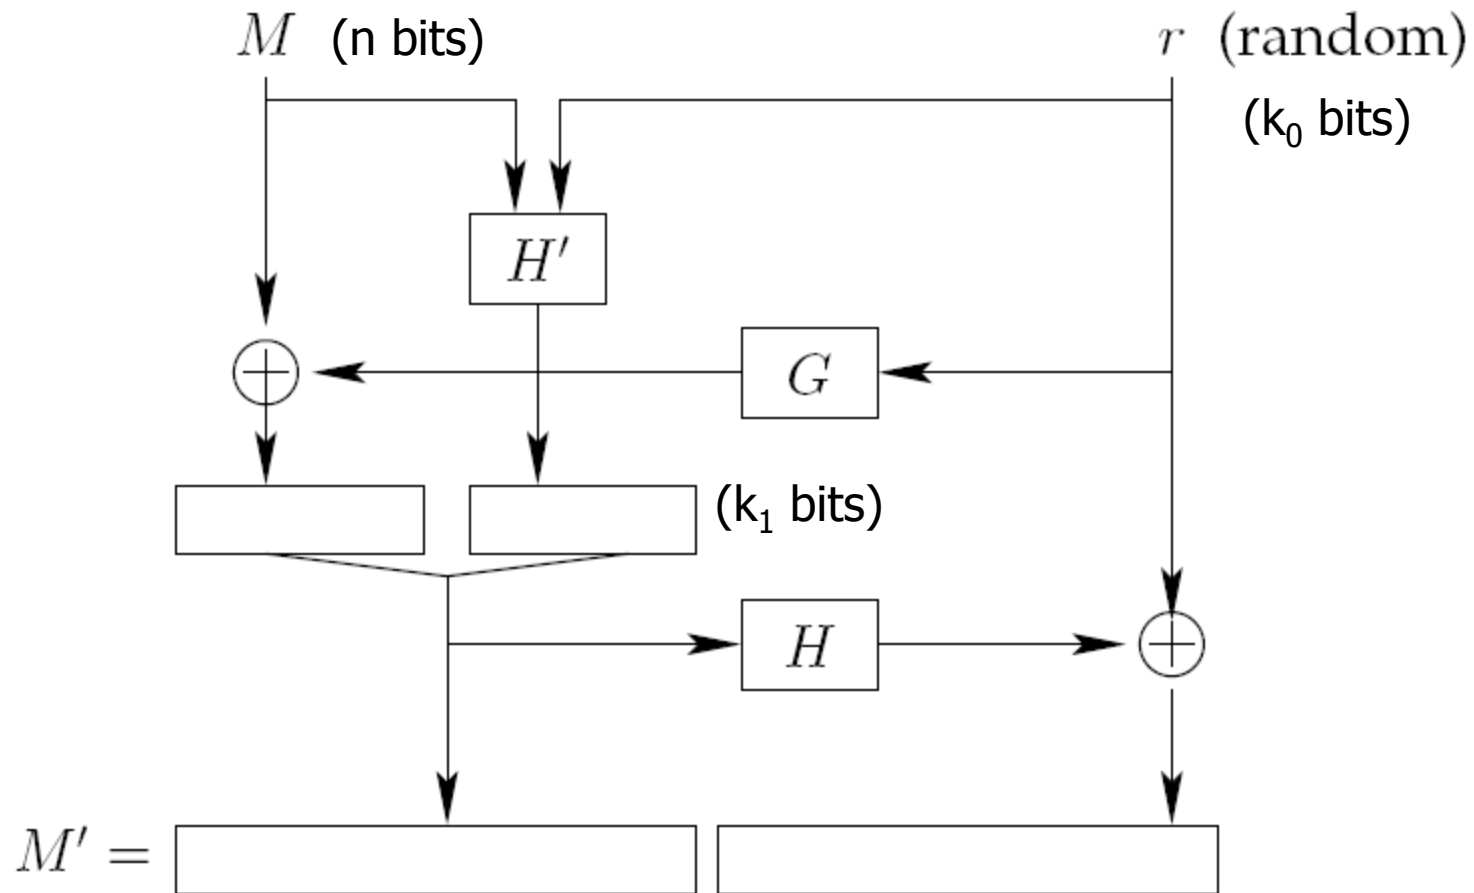 M (n bits) r (random)
(k₀ bits)
H′
G
(k₁ bits)
H
M′ =